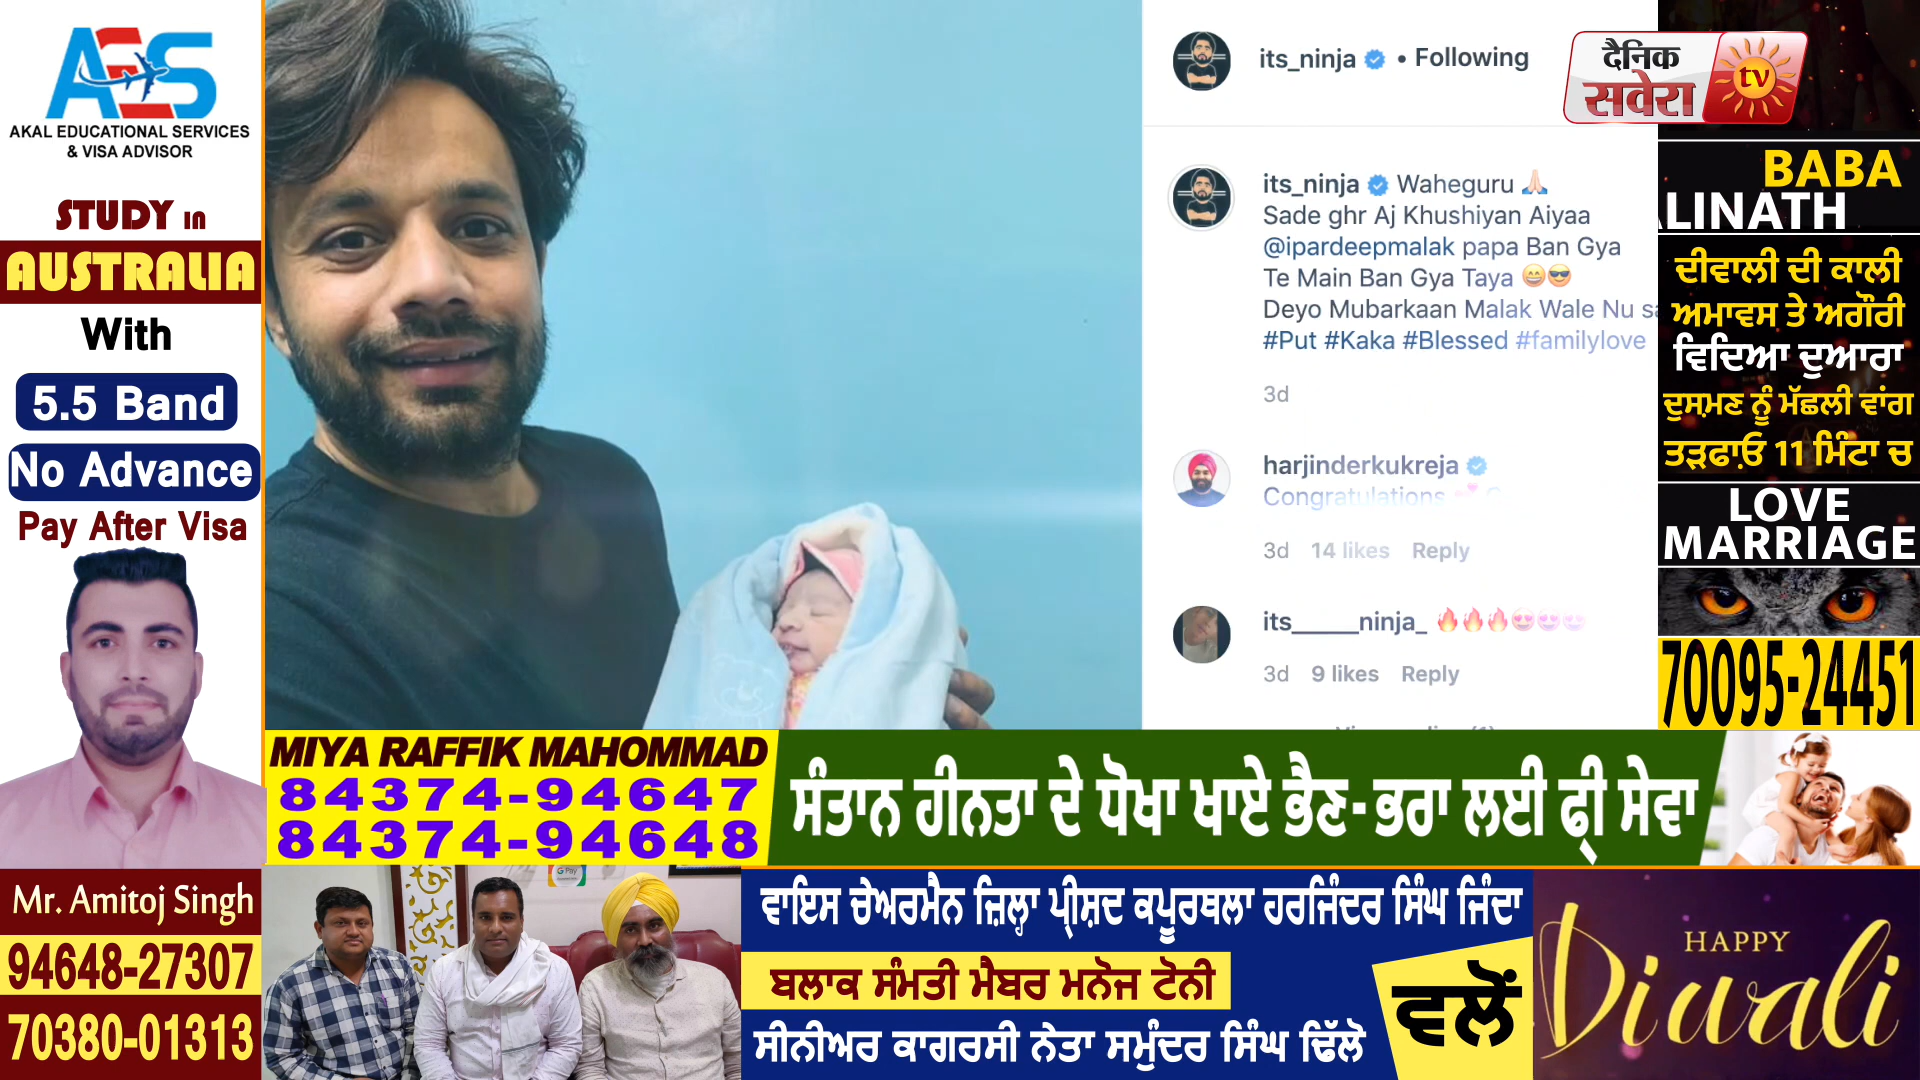 AES
AKAL EDUCATIONAL SERVICES
& VISA ADVISOR
STUDY in
AUSTRALIA
With
5.5 Band
No Advance
Pay After Visa
Mr. Amitoj Singh
94648-27307
70380-01313
its_ninja • Following
its_ninja Waheguru 🙏🏻
Sade ghr Aj Khushiyan Aiyaa
@ipardeepmalak papa Ban Gya
Te Main Ban Gya Taya 😄😎
Deyo Mubarkaan Malak Wale Nu
#Put #Kaka #Blessed #familylove
3d
harjinderkukreja
Congratulations 💕
3d 14 likes Reply
its_____ninja_ 🔥🔥🔥😍😍😍
3d 9 likes Reply
दैनिक
सवेरा
tv
BABA
LINATH
ਦੀਵਾਲੀ ਦੀ ਕਾਲੀ
ਅਮਾਵਸ ਤੇ ਅਗੌਰੀ
ਵਿਦਿਆ ਦੁਆਰਾ
ਦੁਸ਼ਮਣ ਨੂੰ ਮੱਛਲੀ ਵਾਂਗ
ਤੜਫਾਓ਼ 11 ਮਿੰਟਾ ਚ
LOVE
MARRIAGE
70095-24451
MIYA RAFFIK MAHOMMAD
84374-94647
84374-94648
ਸੰਤਾਨ ਹੀਨਤਾ ਦੇ ਧੋਖਾ ਖਾਏ ਭੈਣ-ਭਰਾ ਲਈ ਫ੍ਰੀ ਸੇਵਾ
G Pay
ਵਾਇਸ ਚੇਅਰਮੈਨ ਜ਼ਿਲ੍ਹਾ ਪ੍ਰੀਸ਼ਦ ਕਪੂਰਥਲਾ ਹਰਜਿੰਦਰ ਸਿੰਘ ਜਿੰਦਾ
ਬਲਾਕ ਸੰਮਤੀ ਮੈਬਰ ਮਨੋਜ ਟੋਨੀ
ਸੀਨੀਅਰ ਕਾਗਰਸੀ ਨੇਤਾ ਸਮੁੰਦਰ ਸਿੰਘ ਢਿੱਲੋ
ਵਲੋਂ
HAPPY
Diwali